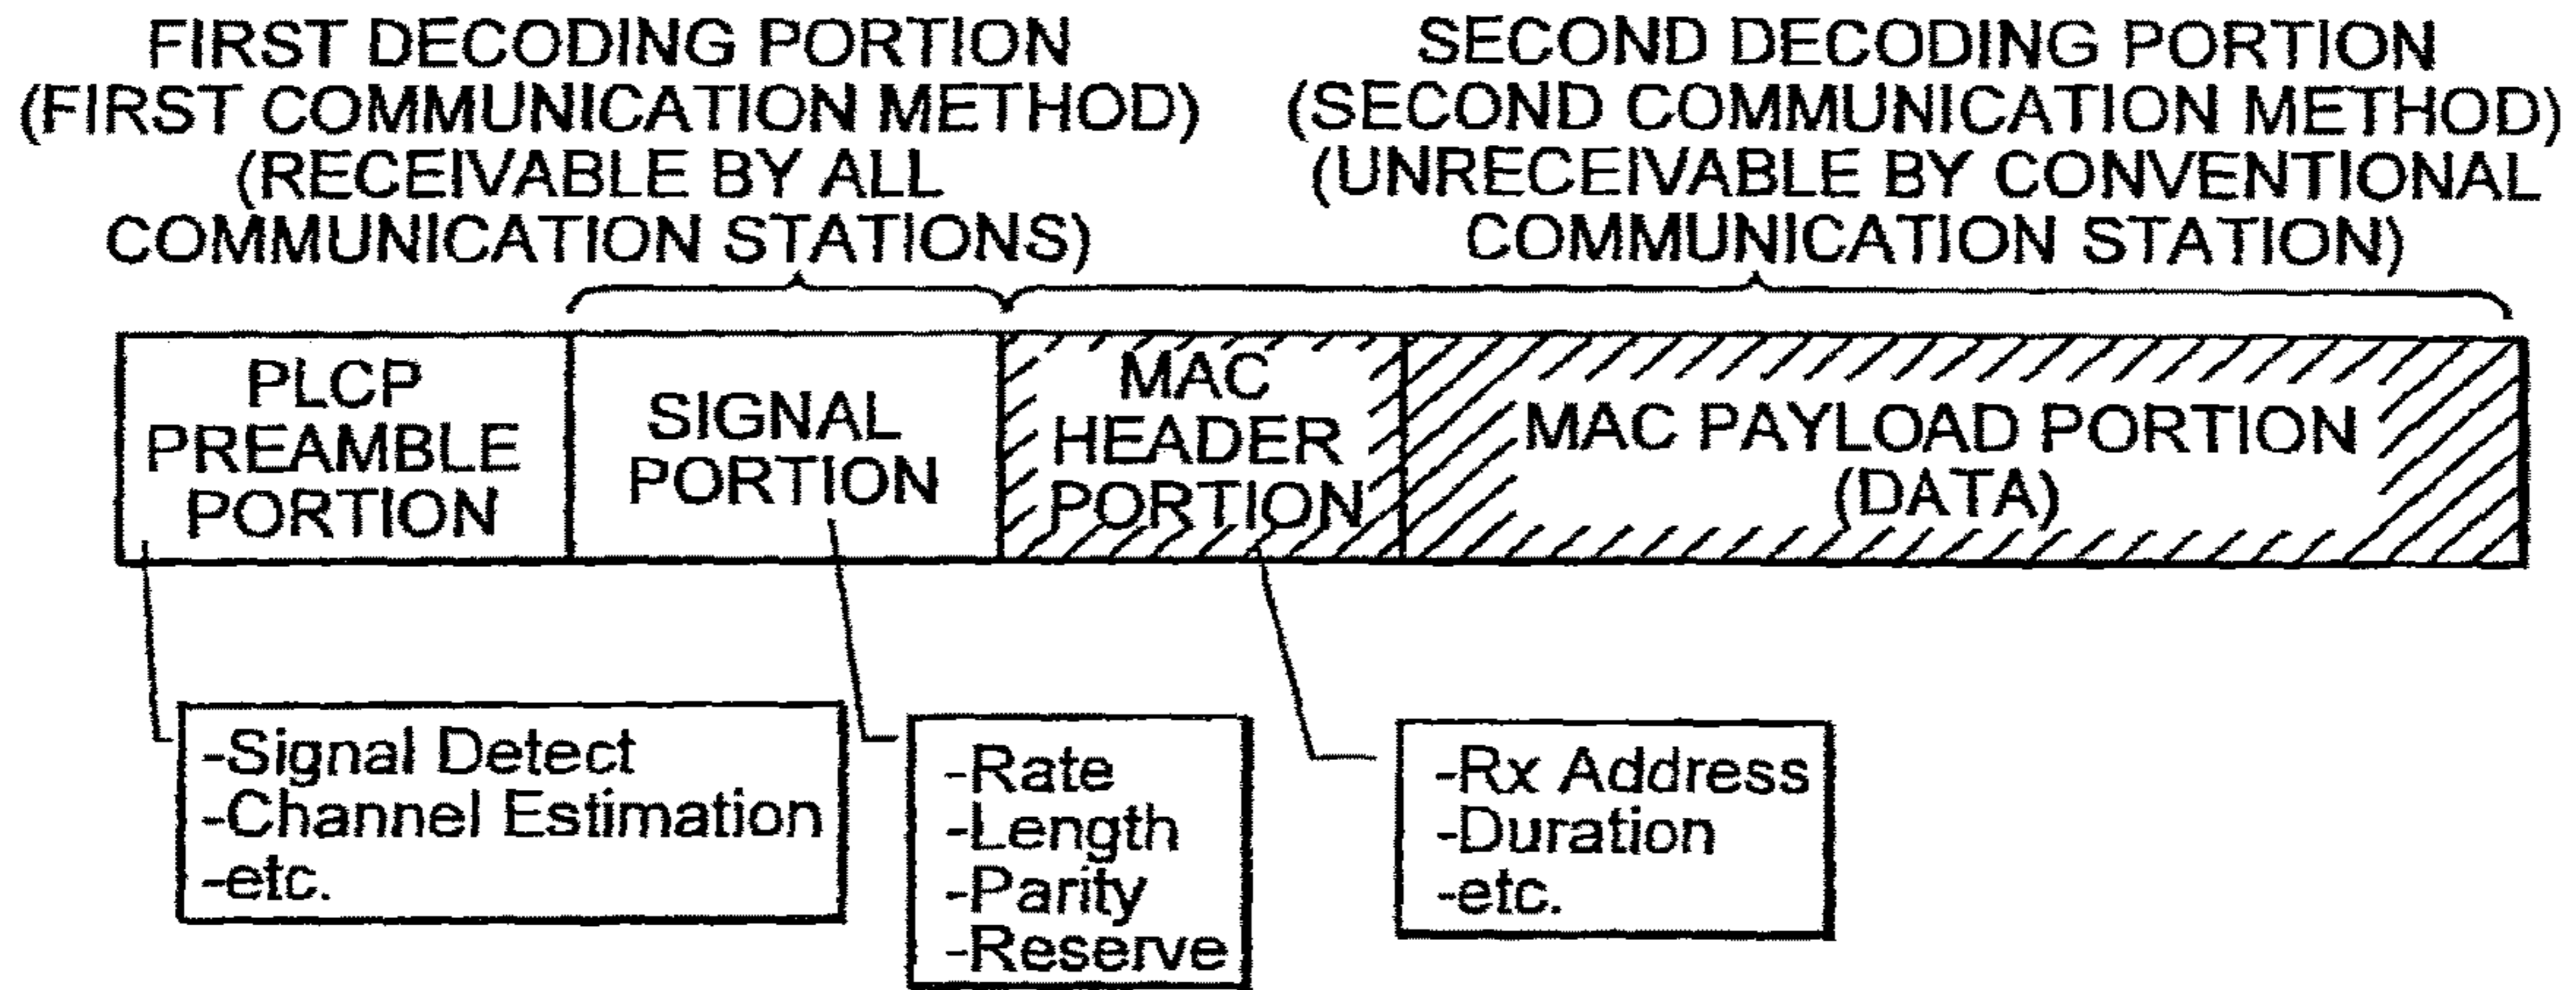 FIRST DECODING PORTION
(FIRST COMMUNICATION METHOD)
(RECEIVABLE BY ALL
COMMUNICATION STATIONS)
SECOND DECODING PORTION
(SECOND COMMUNICATION METHOD)
(UNRECEIVABLE BY CONVENTIONAL
COMMUNICATION STATION)
PLCP
PREAMBLE
PORTION
SIGNAL
PORTION
MAC
HEADER
PORTION
MAC PAYLOAD PORTION
(DATA)
-Signal Detect
-Channel Estimation
-etc.
-Rate
-Length
-Parity
-Reserve
-Rx Address
-Duration
-etc.